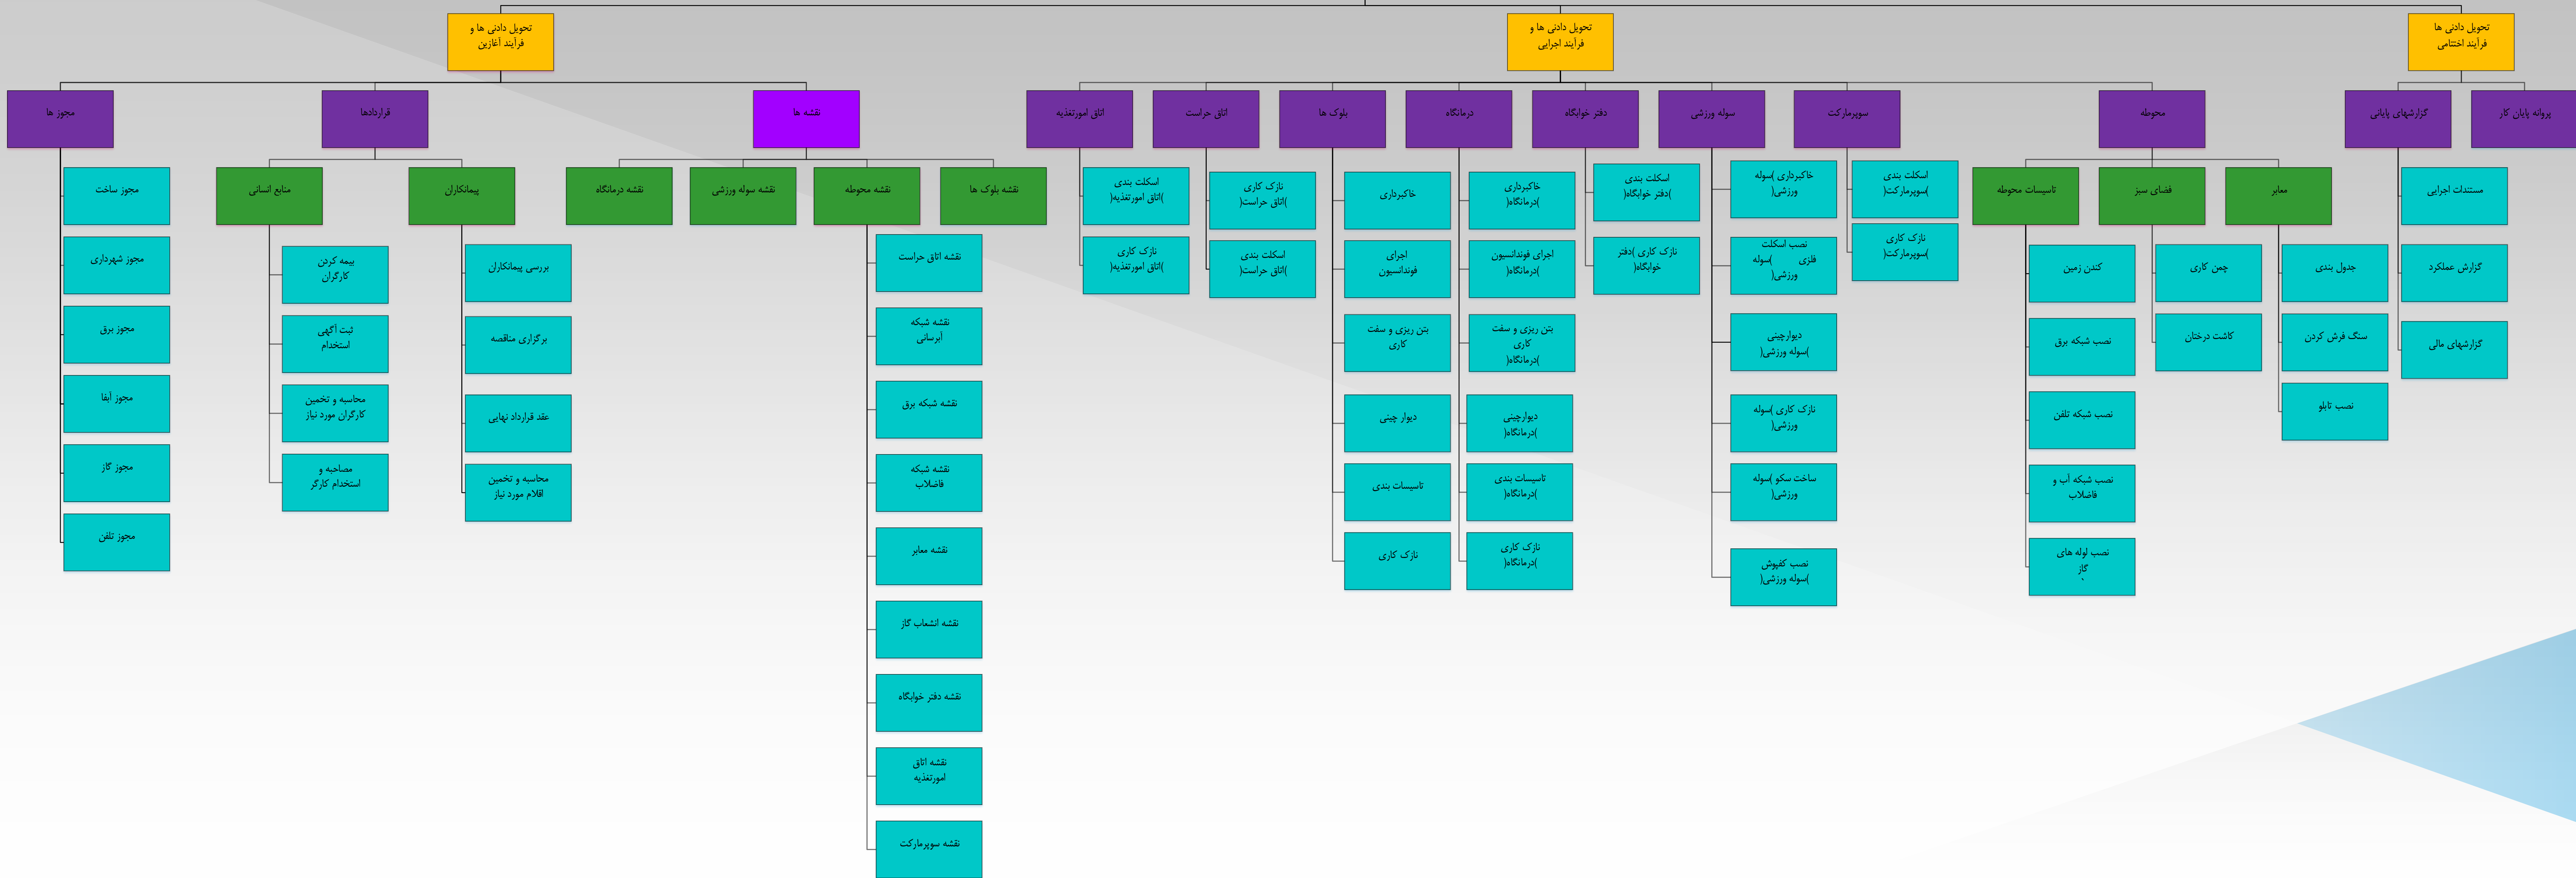 تحویل دادنی ها و
فرآیند آغازین
تحویل دادنی ها و
فرآیند اجرایی
تحویل دادنی ها
فرآیند اختتامی
مجوز ها
قراردادها
نقشه ها
اتاق امورتغذیه
اتاق حراست
بلوک ها
درمانگاه
دفتر خوابگاه
سوله ورزشی
سوپرمارکت
محوطه
گزارشهای پایانی
پروانه پایان کار
مجوز ساخت
مجوز شهرداری
مجوز برق
مجوز آبفا
مجوز گاز
مجوز تلفن
منابع انسانی
بیمه کردن
کارگران
ثبت آگهی
استخدام
محاسبه و تخمین
کارگران مورد نیاز
مصاحبه و
استخدام کارگر
پیمانکاران
بررسی پیمانکاران
برگزاری مناقصه
عقد قرارداد نهایی
محاسبه و تخمین
اقلام مورد نیاز
نقشه درمانگاه
نقشه سوله ورزشی
نقشه محوطه
نقشه بلوک ها
نقشه اتاق حراست
نقشه شبکه
آبرسانی
نقشه شبکه برق
نقشه شبکه
فاضلاب
نقشه معابر
نقشه انشعاب گاز
نقشه دفتر خوابگاه
نقشه اتاق
امورتغذیه
نقشه سوپرمارکت
اسکلت بندی
)اتاق امورتغذیه(
نازک کاری
)اتاق امورتغذیه(
نازک کاری
)اتاق حراست(
اسکلت بندی
)اتاق حراست(
خاکبرداری
اجرای
فوندانسیون
بتن ریزی و سفت
کاری
دیوار چینی
تاسیسات بندی
نازک کاری
خاکبرداری
)درمانگاه(
اجرای فوندانسیون
)درمانگاه(
بتن ریزی و سفت
کاری
)درمانگاه(
دیوارچینی
)درمانگاه(
تاسیسات بندی
)درمانگاه(
نازک کاری
)درمانگاه(
اسکلت بندی
)دفتر خوابگاه(
نازک کاری )دفتر
خوابگاه(
خاکبرداری )سوله
ورزشی(
نصب اسکلت
فلزی )سوله
ورزشی(
دیوارچینی
)سوله ورزشی(
نازک کاری )سوله
ورزشی(
ساخت سکو )سوله
ورزشی(
نصب کفپوش
)سوله ورزشی(
اسکلت بندی
)سوپرمارکت(
نازک کاری
)سوپرمارکت(
تاسیسات محوطه
کندن زمین
نصب شبکه برق
نصب شبکه تلفن
نصب شبکه آب و
فاضلاب
نصب لوله های
گاز
فضای سبز
چمن کاری
کاشت درختان
معابر
جدول بندی
سنگ فرش کردن
نصب تابلو
مستندات اجرایی
گزارش عملکرد
گزارشهای مالی